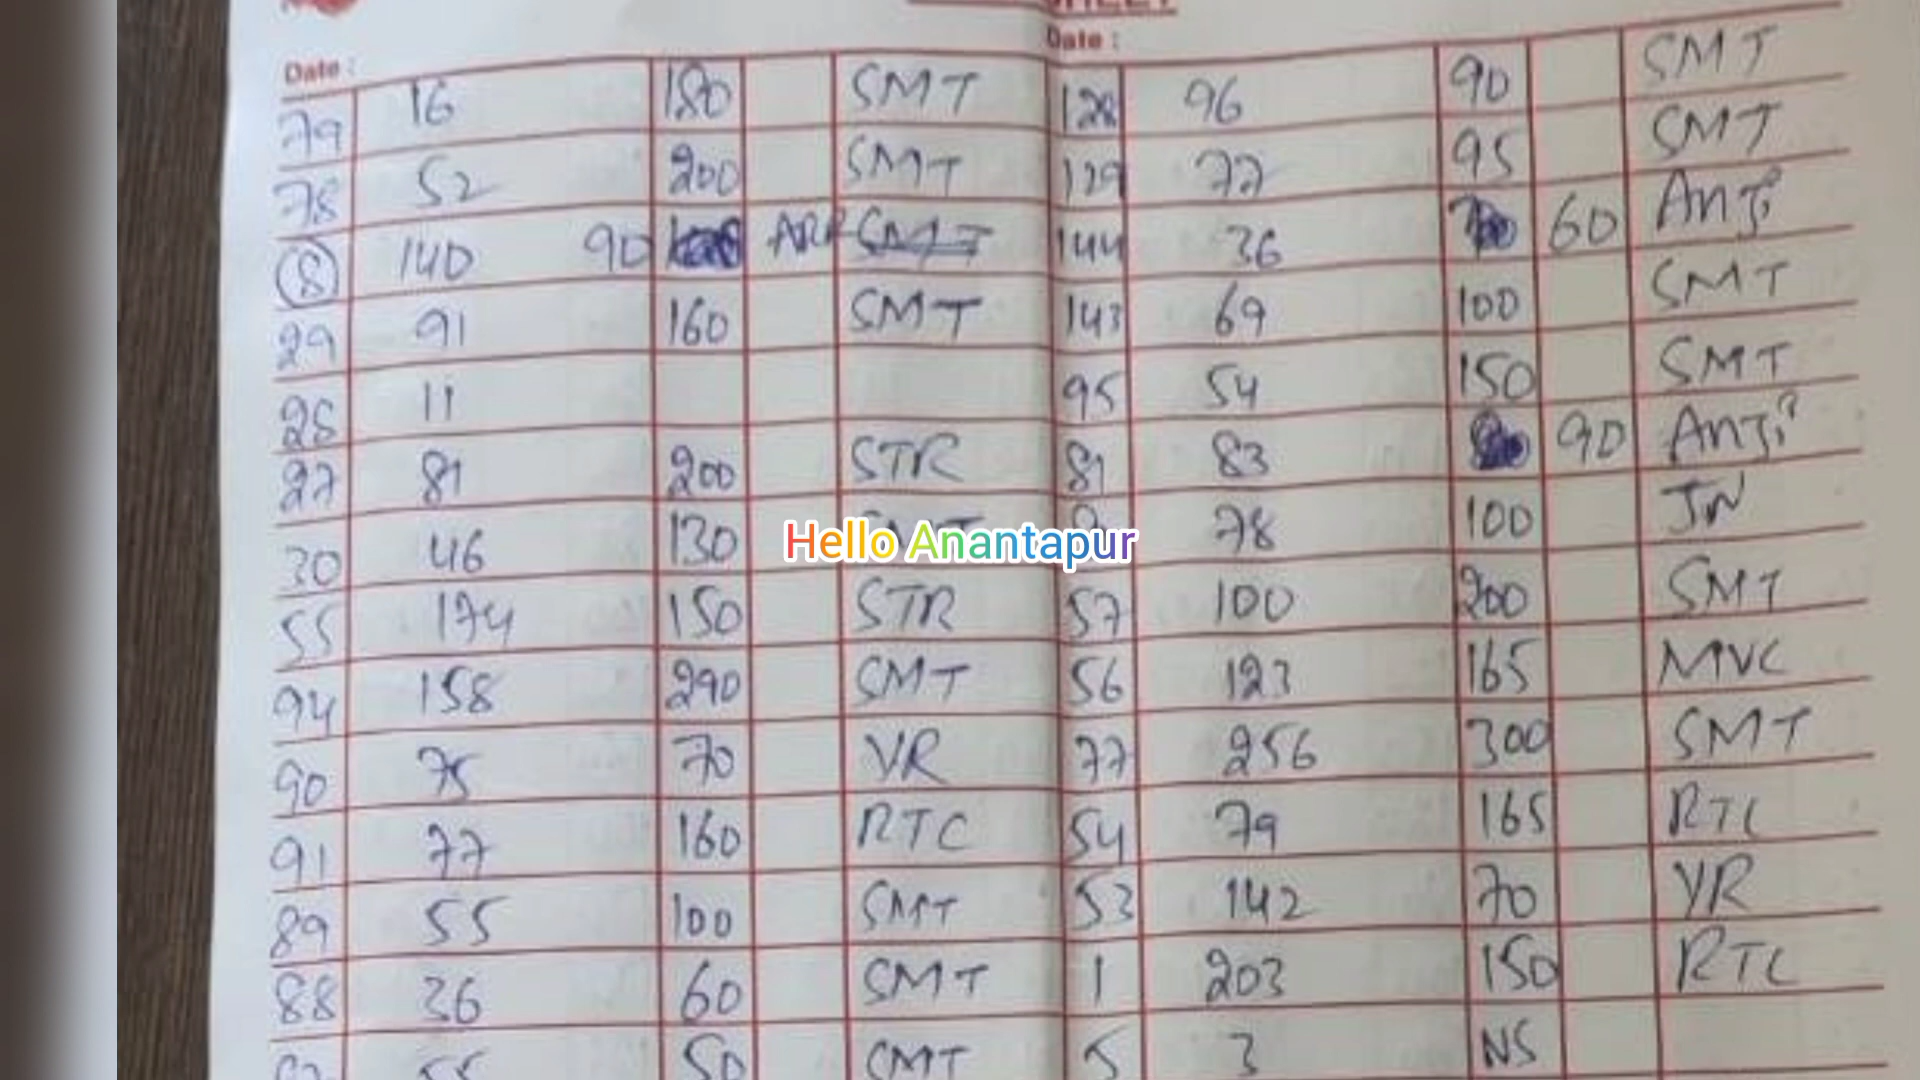 Date :
79 16 180 SMT
78 52 200 SMT
8 140 90 ARR SMT
29 91 160 SMT
28 11
27 81 200 STR
30 46 130 SMT
55 174 150 STR
94 158 290 SMT
90 75 70 VR
91 77 160 RTC
89 55 100 SMT
88 36 60 SMT
55 50 SMT
Date :
128 96 90 SMT
129 77 95 SMT
144 36 60 Anji
143 69 100 SMT
95 54 150 SMT
81 83 90 Anji
78 100 JN
57 100 200 SMT
56 123 165 MVC
77 256 300 SMT
54 79 165 RTC
53 142 70 VR
1 203 150 RTC
5 3 NS
Hello Anantapur